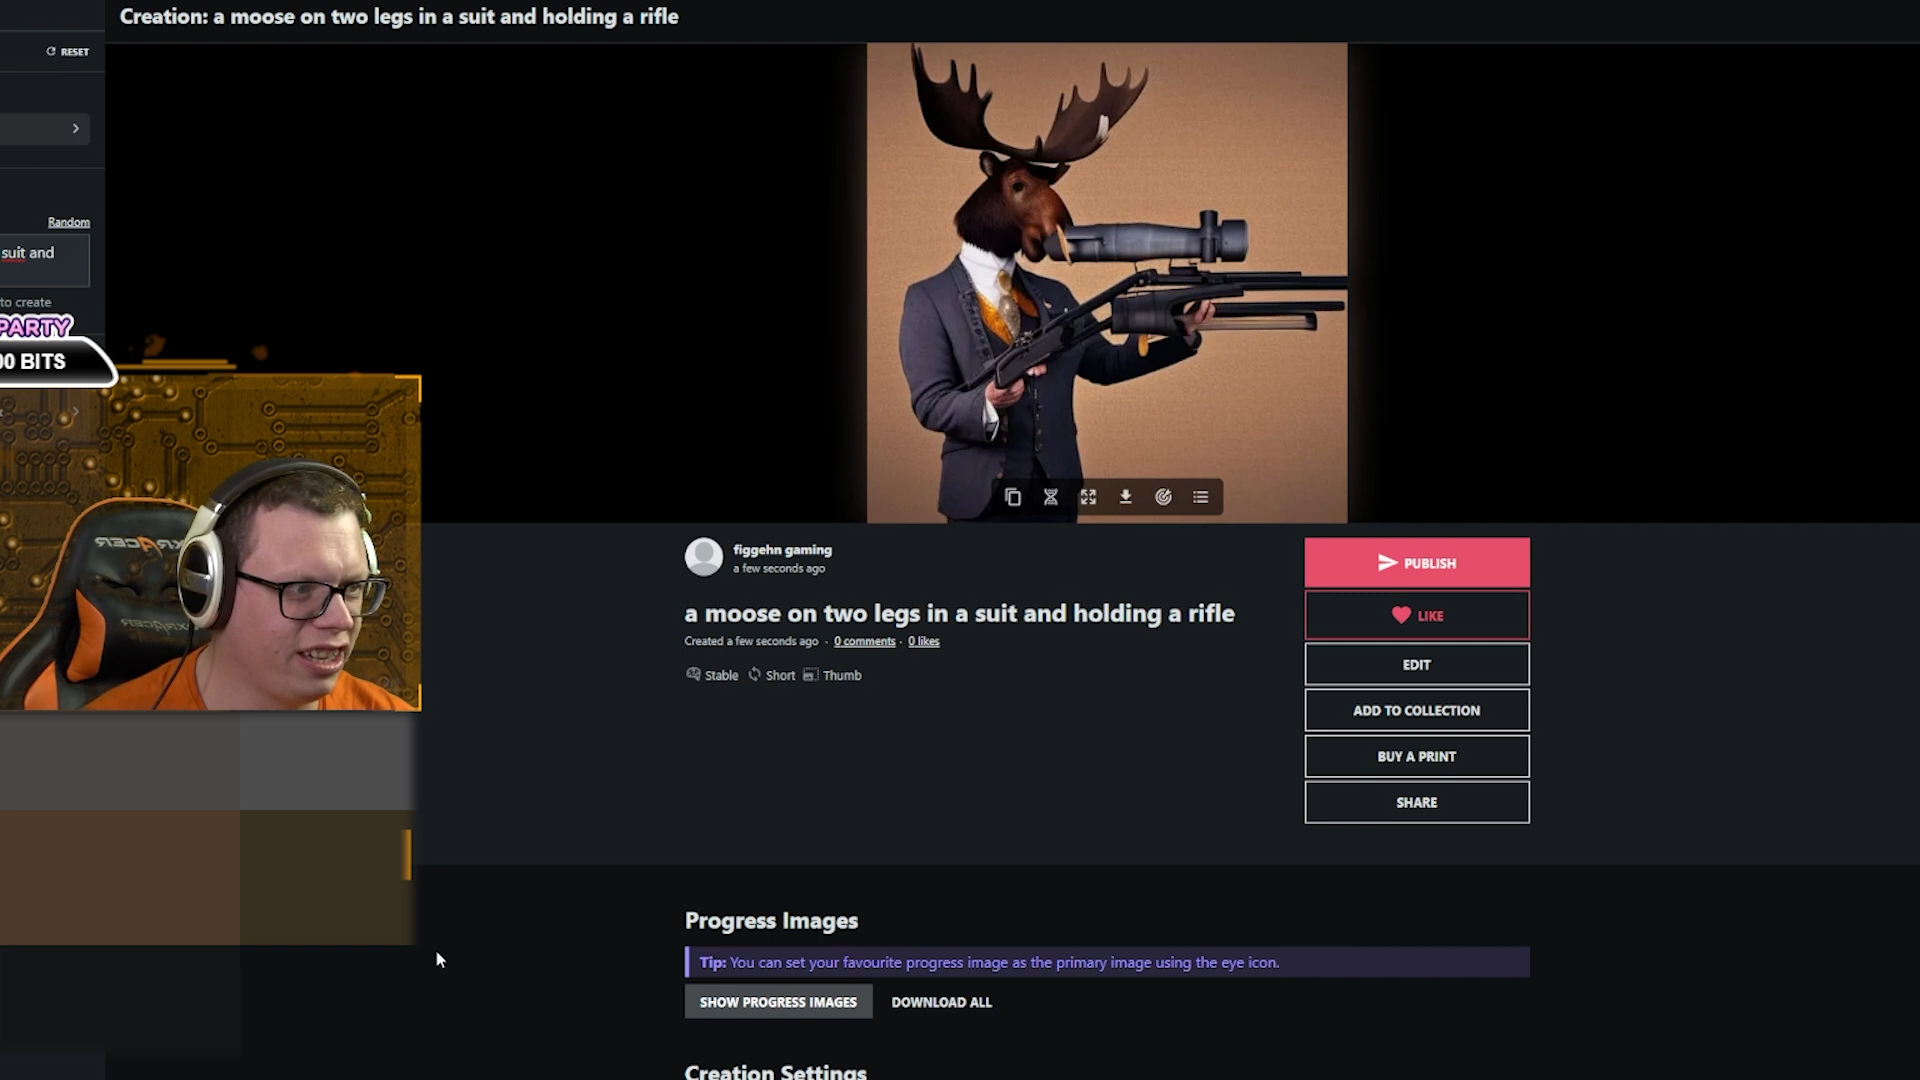 Creation: a moose on two legs in a suit and holding a rifle
RESET
Random
suit and
to create
PARTY
00 BITS
figgehn gaming
a few seconds ago
a moose on two legs in a suit and holding a rifle
Created a few seconds ago · 0 comments · 0 likes
Stable Short Thumb
PUBLISH
LIKE
EDIT
ADD TO COLLECTION
BUY A PRINT
SHARE
Progress Images
Tip: You can set your favourite progress image as the primary image using the eye icon.
SHOW PROGRESS IMAGES DOWNLOAD ALL
Creation Settings